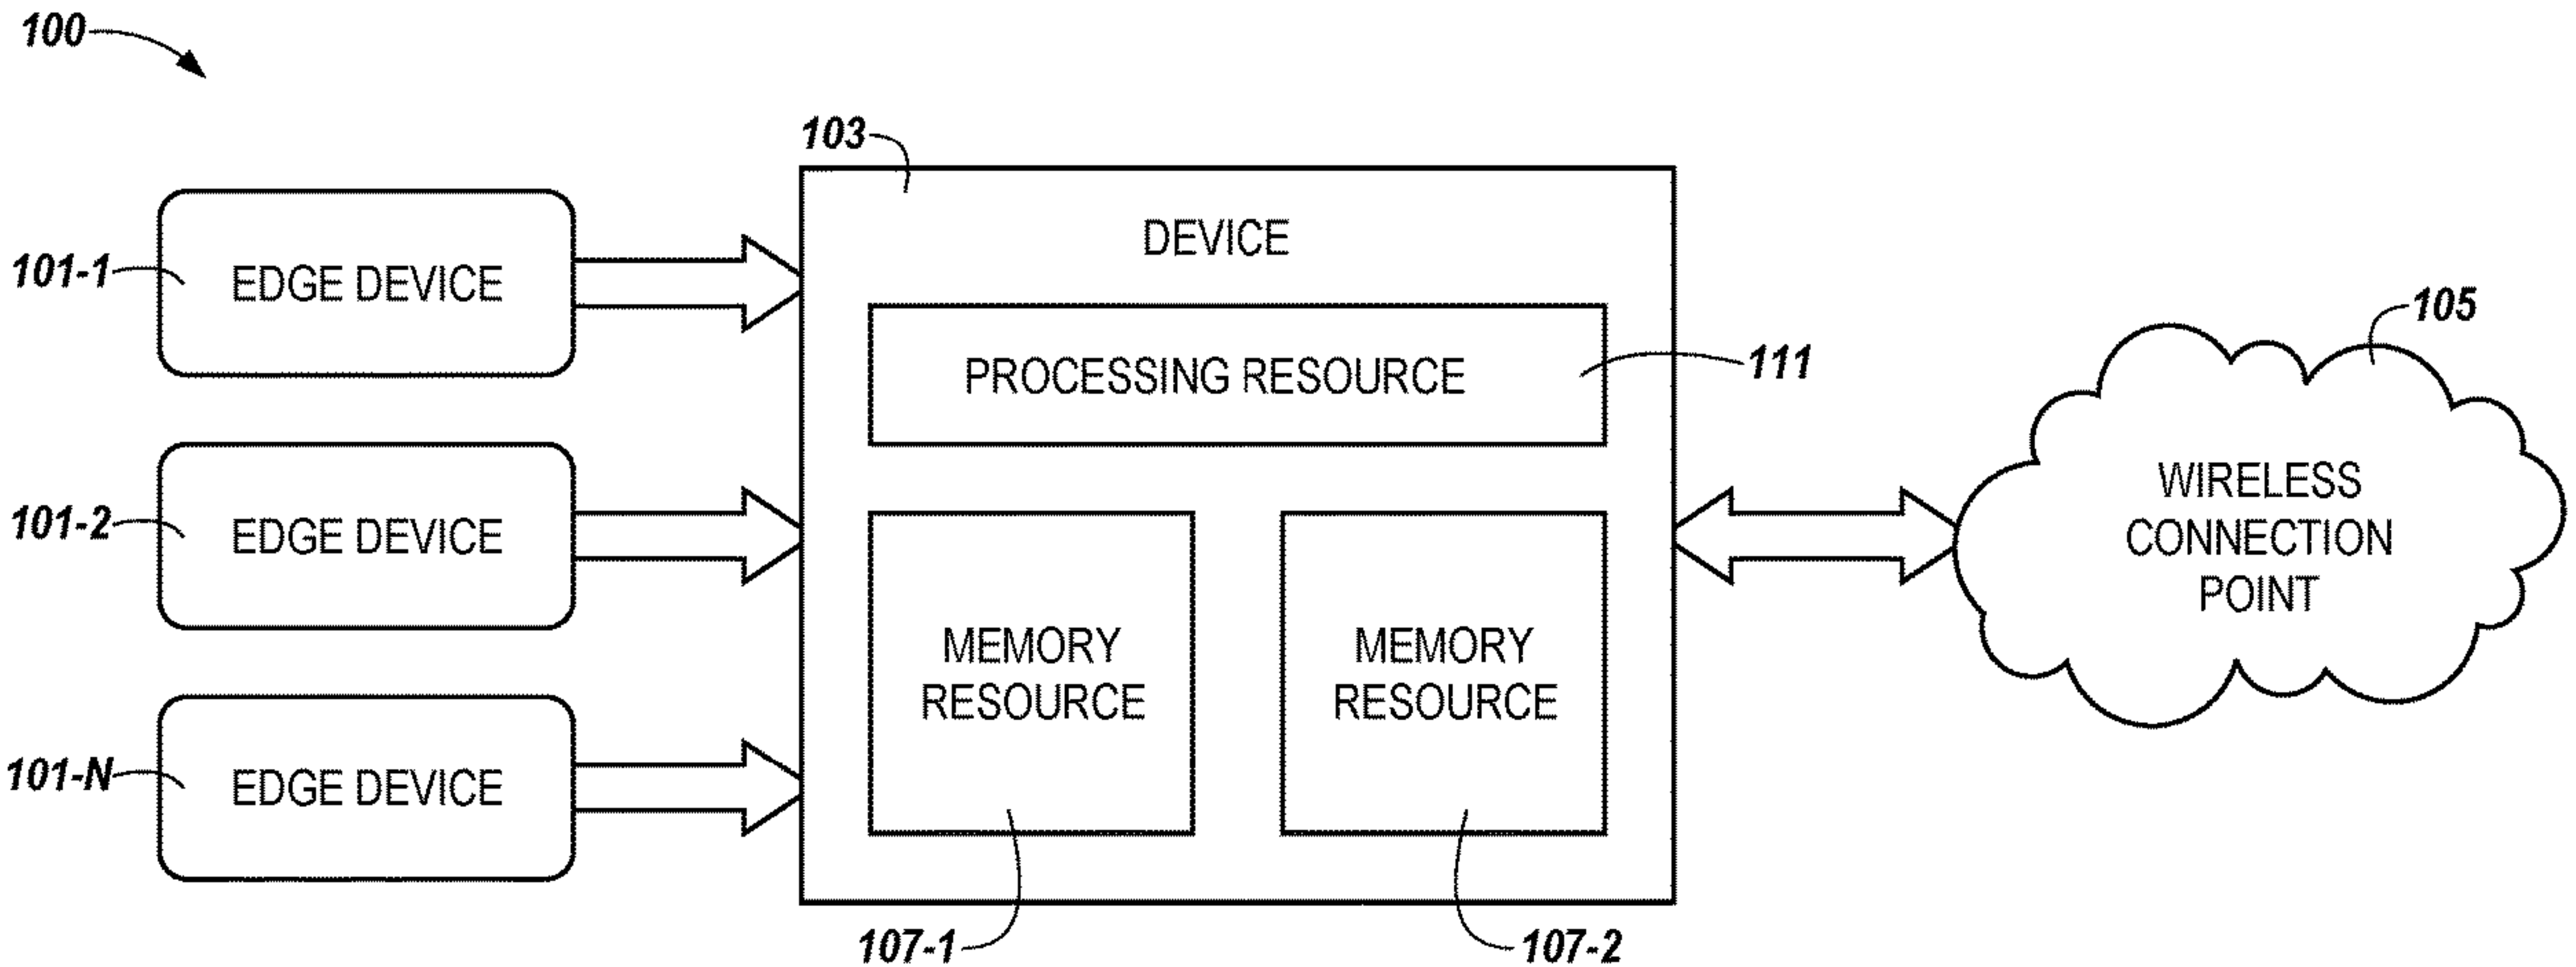 100
103
DEVICE
101-1
EDGE DEVICE
105
PROCESSING RESOURCE
111
101-2
EDGE DEVICE
WIRELESS
CONNECTION
POINT
MEMORY
RESOURCE
MEMORY
RESOURCE
101-N
EDGE DEVICE
107-1
107-2